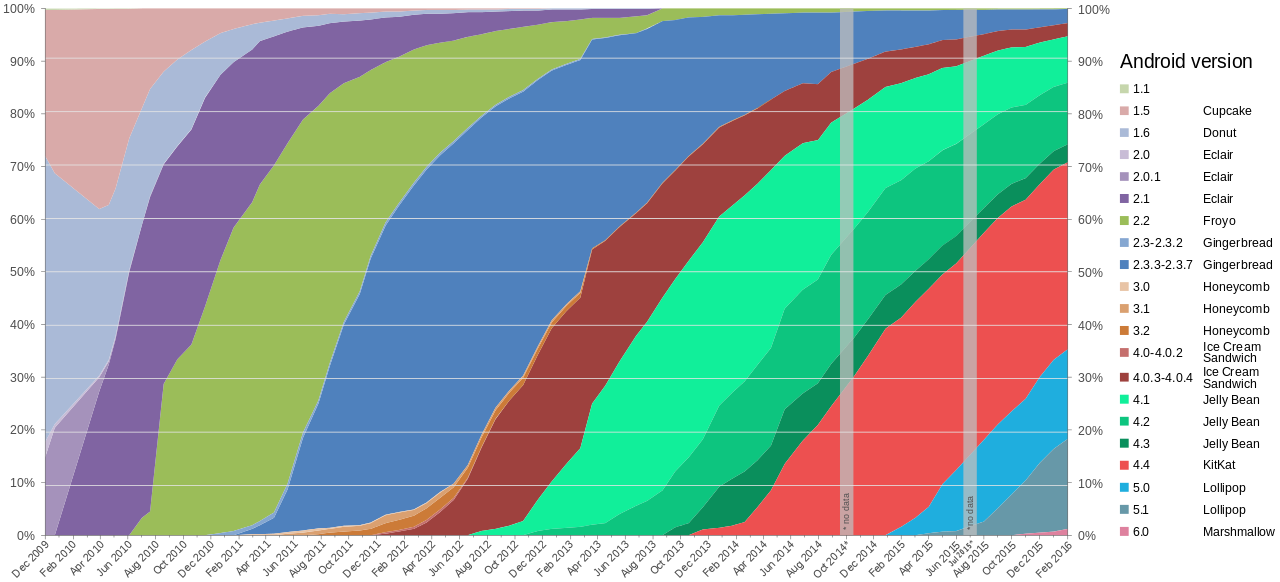 100%
90%
80%
70%
60%
50%
40%
30%
20%
10%
0%
100%
90%
80%
70%
60%
50%
40%
30%
20%
10%
0%
Dec 2009
Feb 2010
Apr 2010
Jun 2010
Aug 2010
Oct 2010
Dec 2010
Feb 2011
Apr 2011
Jun 2011
Aug 2011
Oct 2011
Dec 2011
Feb 2012
Apr 2012
Jun 2012
Aug 2012
Oct 2012
Dec 2012
Feb 2013
Apr 2013
Jun 2013
Aug 2013
Oct 2013
Dec 2013
Feb 2014
Apr 2014
Jun 2014
Aug 2014
Oct 2014*
Dec 2014
Feb 2015
Apr 2015
Jun 2015
Jul 2015*
Aug 2015
Oct 2015
Dec 2015
Feb 2016
* no data
* no data
Android version
1.1
1.5 Cupcake
1.6 Donut
2.0 Eclair
2.0.1 Eclair
2.1 Eclair
2.2 Froyo
2.3-2.3.2 Gingerbread
2.3.3-2.3.7 Gingerbread
3.0 Honeycomb
3.1 Honeycomb
3.2 Honeycomb
4.0-4.0.2 Ice Cream
Sandwich
4.0.3-4.0.4 Ice Cream
Sandwich
4.1 Jelly Bean
4.2 Jelly Bean
4.3 Jelly Bean
4.4 KitKat
5.0 Lollipop
5.1 Lollipop
6.0 Marshmallow